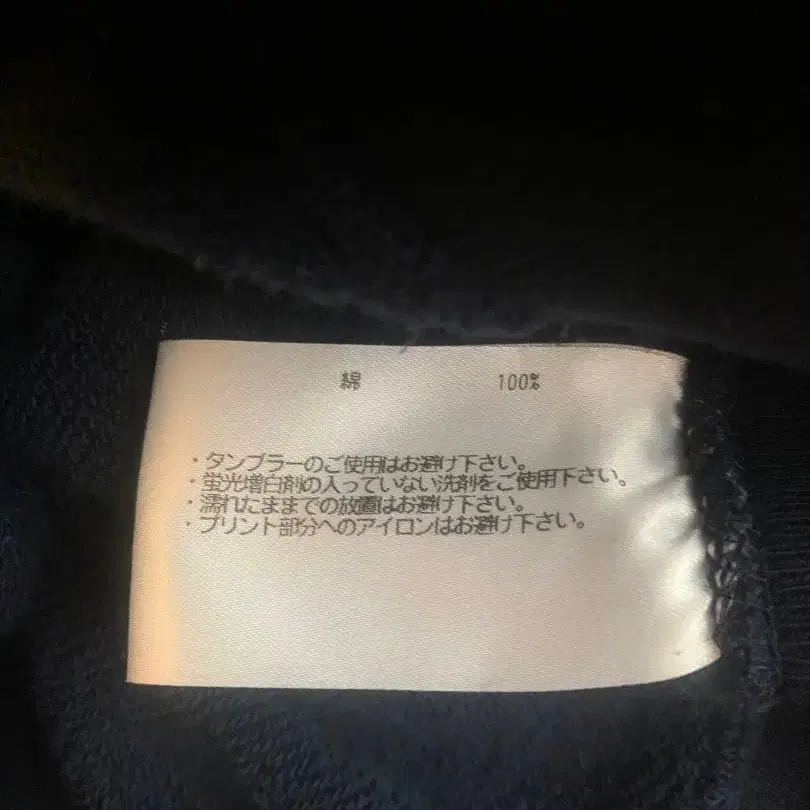 綿 100%
・タンブラーのご使用はお避け下さい。
・蛍光増白剤の入っていない洗剤をご使用下さい。
・濡れたままでの放置はお避け下さい。
・プリント部分へのアイロンはお避け下さい。